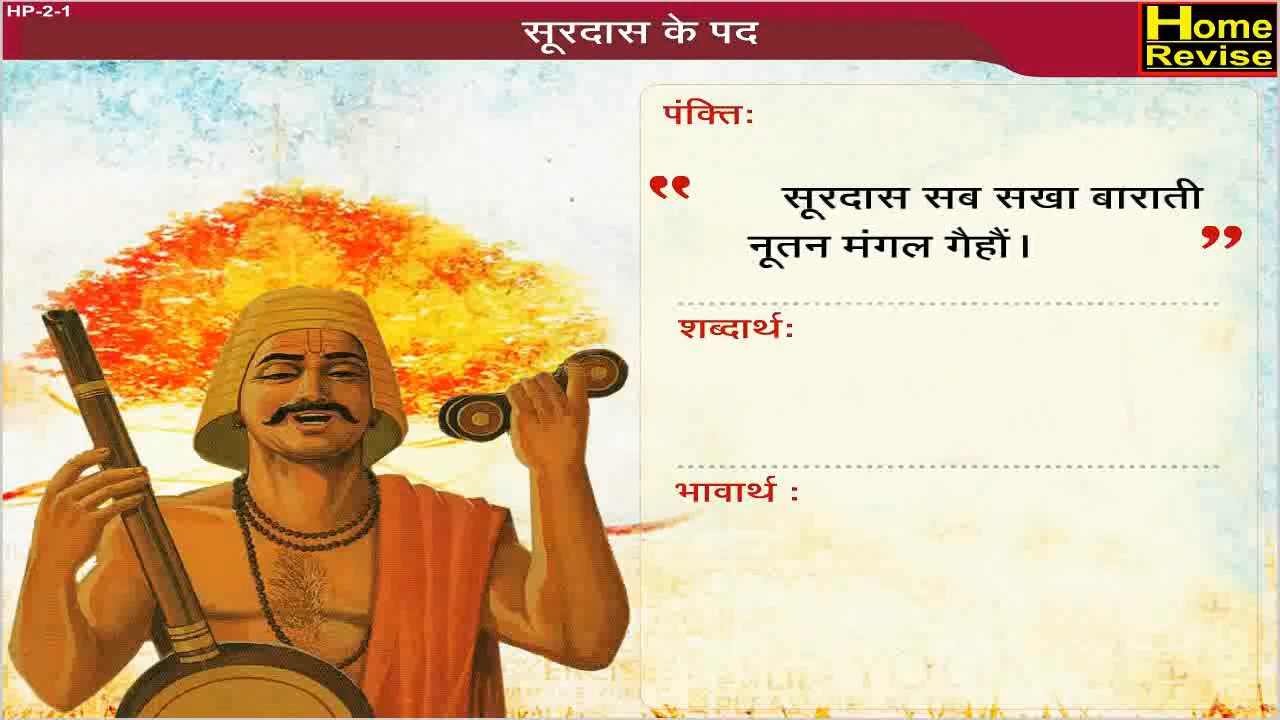 HP-2-1
सूरदास के पद
Home
Revise
पंक्ति:
❝ सूरदास सब सखा बाराती
नूतन मंगल गैहौं। ❞
शब्दार्थ:
भावार्थ :